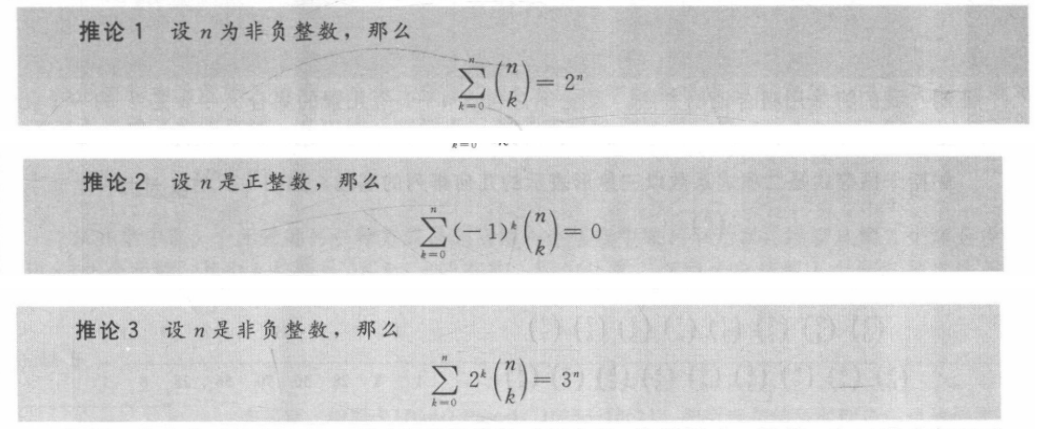 推论 1 设 n 为非负整数，那么
\sum_{k=0}^{n} \binom{n}{k} = 2^n
k=0
推论 2 设 n 是正整数，那么
\sum_{k=0}^{n} (-1)^k \binom{n}{k} = 0
推论 3 设 n 是非负整数，那么
\sum_{k=0}^{n} 2^k \binom{n}{k} = 3^n